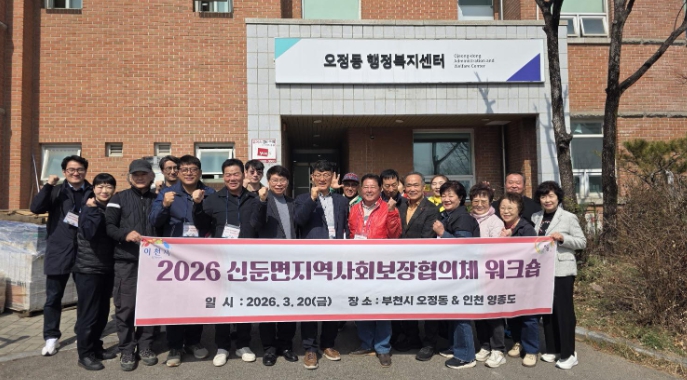 오정동 행정복지센터
Ojeong-dong
Administration and
Welfare Center
이천시
2026 신둔면지역사회보장협의체 워크숍
일 시 : 2026. 3. 20(금) 장 소 : 부천시 오정동 & 인천 영종도